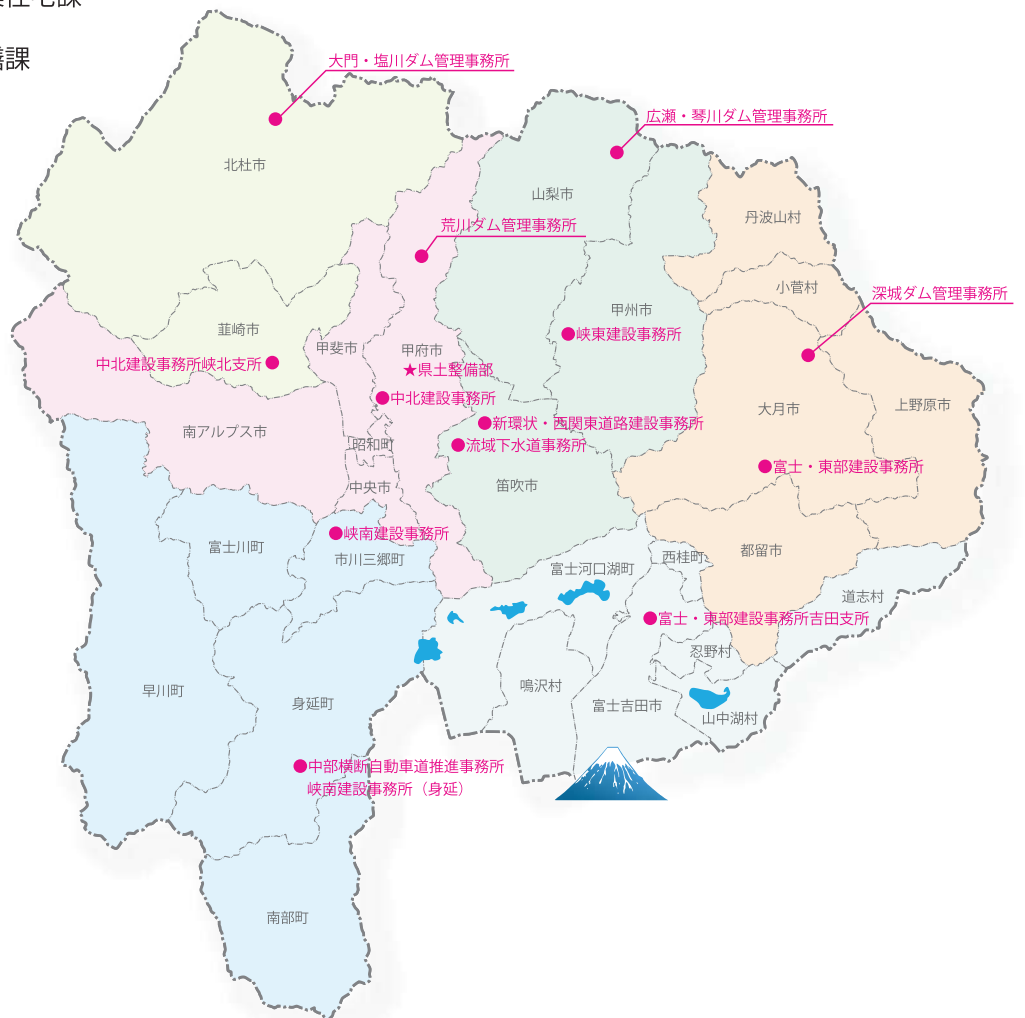 課
大門・塩川ダム管理事務所
広瀬・琴川ダム管理事務所
北杜市
山梨市
丹波山村
荒川ダム管理事務所
小菅村
深城ダム管理事務所
甲州市
韮崎市
峡東建設事務所
甲斐市
甲府市
中北建設事務所峡北支所
★県土整備部
中北建設事務所
上野原市
大月市
新環状・西関東道路建設事務所
南アルプス市
昭和町
流域下水道事務所
富士・東部建設事務所
中央市
笛吹市
峡南建設事務所
富士川町
市川三郷町
都留市
西桂町
富士河口湖町
道志村
富士・東部建設事務所吉田支所
忍野村
鳴沢村
早川町
身延町
富士吉田市
山中湖村
中部横断自動車道推進事務所
峡南建設事務所（身延）
南部町